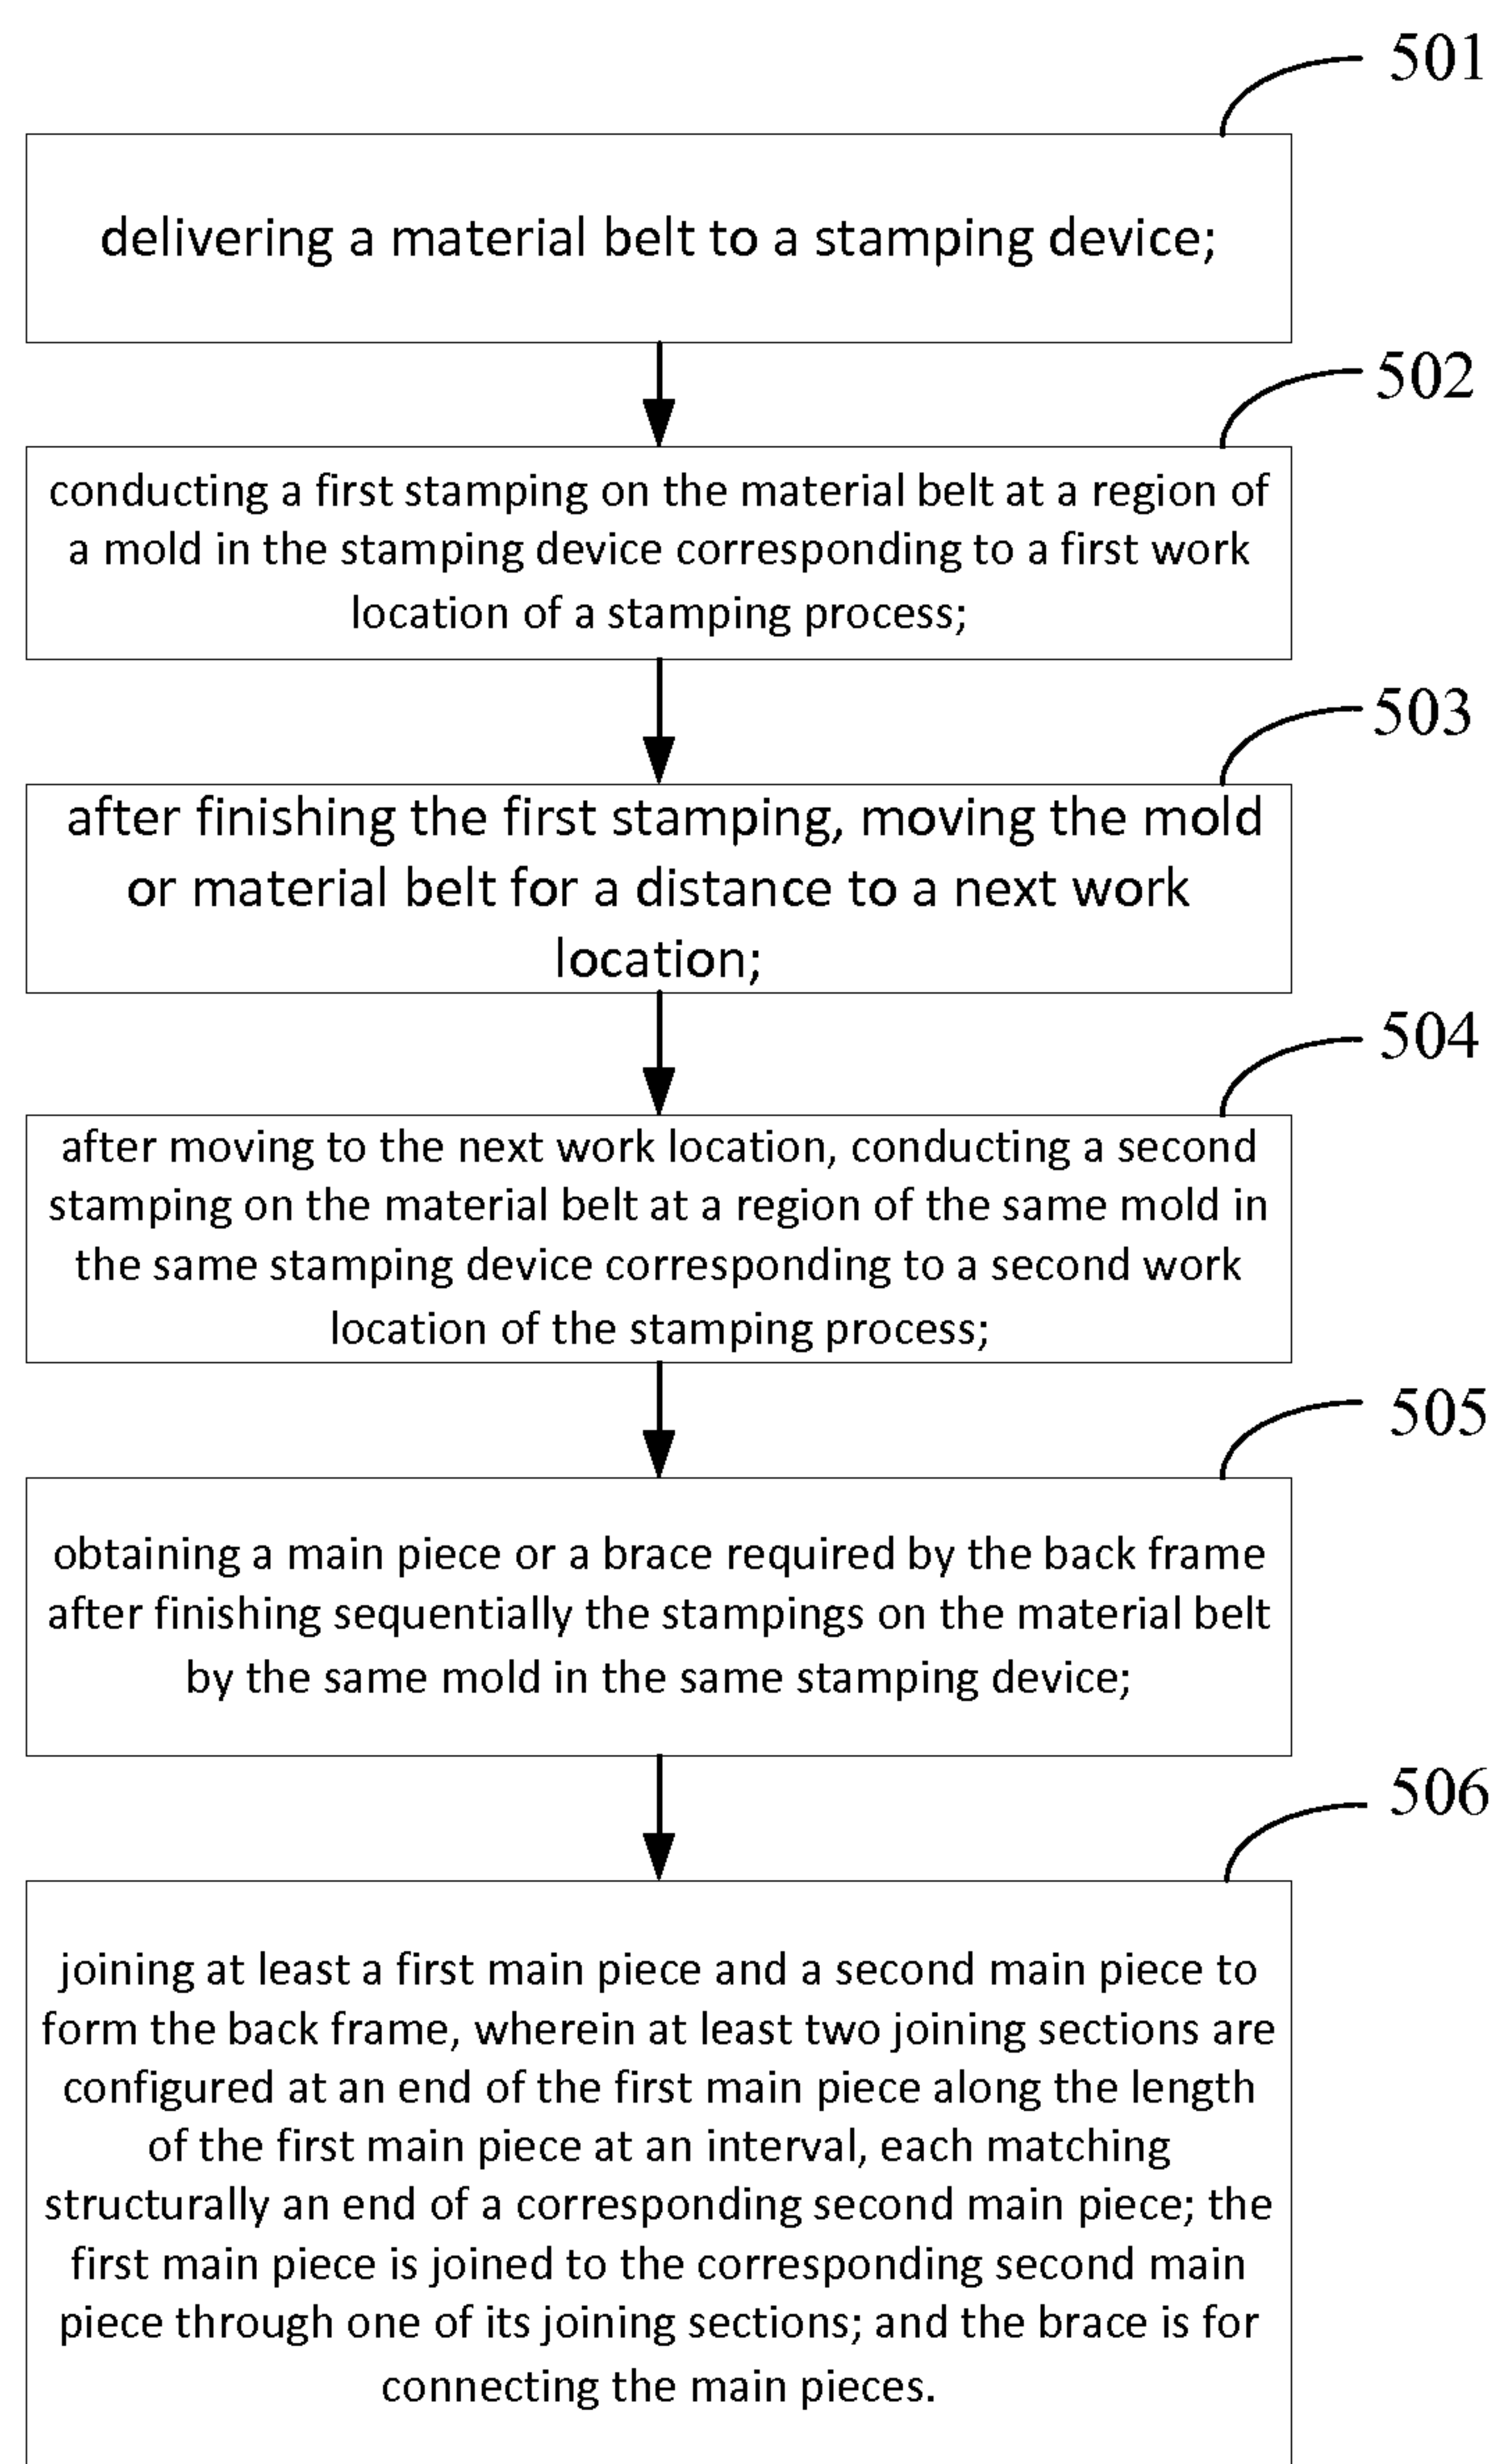 501
delivering a material belt to a stamping device;
502
conducting a first stamping on the material belt at a region of
a mold in the stamping device corresponding to a first work
location of a stamping process;
503
after finishing the first stamping, moving the mold
or material belt for a distance to a next work
location;
504
after moving to the next work location, conducting a second
stamping on the material belt at a region of the same mold in
the same stamping device corresponding to a second work
location of the stamping process;
505
obtaining a main piece or a brace required by the back frame
after finishing sequentially the stampings on the material belt
by the same mold in the same stamping device;
506
joining at least a first main piece and a second main piece to
form the back frame, wherein at least two joining sections are
configured at an end of the first main piece along the length
of the first main piece at an interval, each matching
structurally an end of a corresponding second main piece; the
first main piece is joined to the corresponding second main
piece through one of its joining sections; and the brace is for
connecting the main pieces.